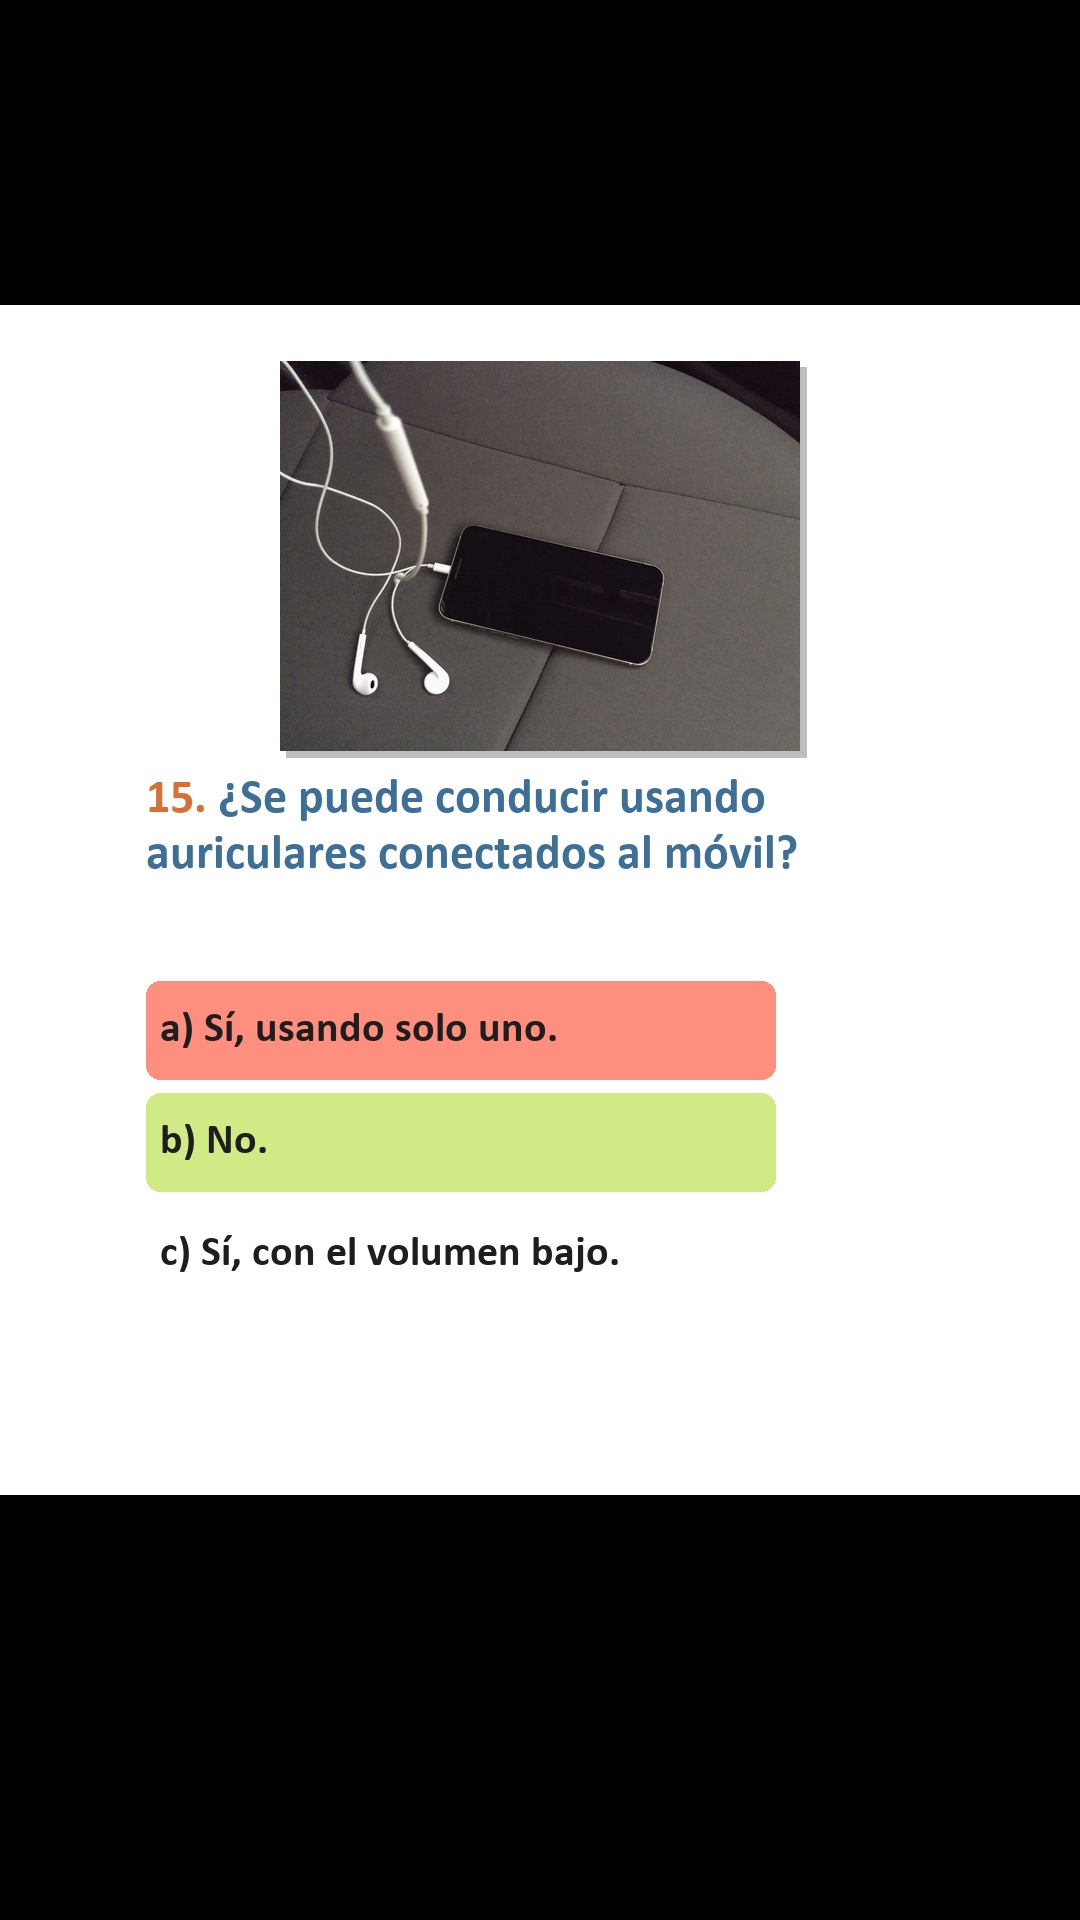 15. ¿Se puede conducir usando
auriculares conectados al móvil?
a) Sí, usando solo uno.
b) No.
c) Sí, con el volumen bajo.